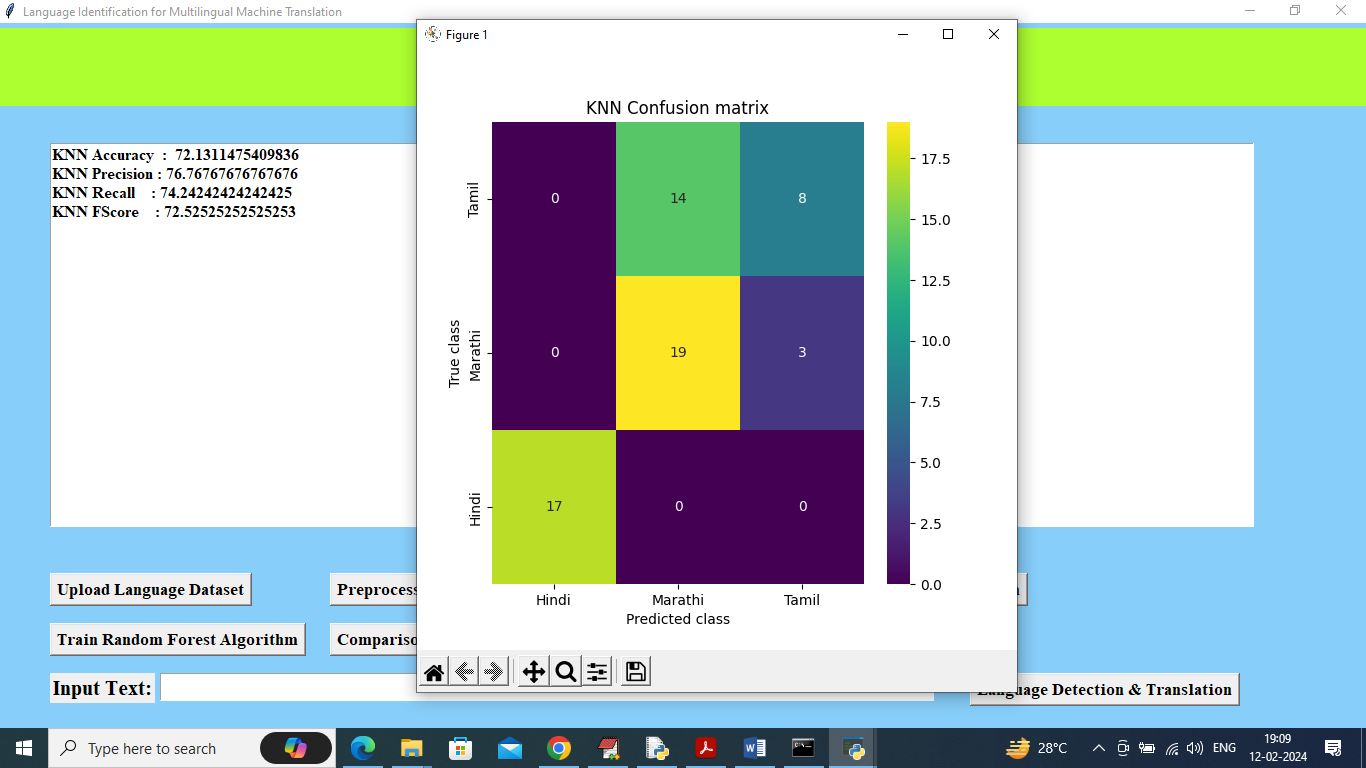 Language Identification for Multilingual Machine Translation
Figure 1
KNN Accuracy  :  72.1311475409836
KNN Precision : 76.76767676767676
KNN Recall    : 74.24242424242425
KNN FScore    : 72.52525252525253
KNN Confusion matrix
True class
Tamil
0 14 8
Marathi
0 19 3
Hindi
17 0 0
Hindi Marathi Tamil
Predicted class
17.5
15.0
12.5
10.0
7.5
5.0
2.5
0.0
Upload Language Dataset
Train Random Forest Algorithm
Input Text:
Language Detection & Translation
Type here to search
28°C
ENG
19:09
12-02-2024